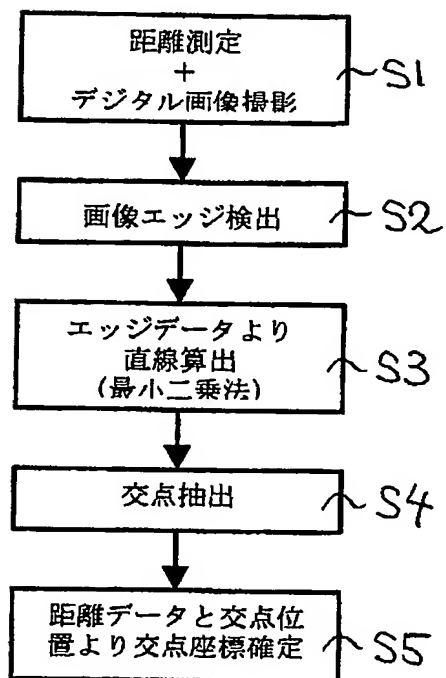 距離測定
+
デジタル画像撮影
S1
画像エッジ検出
S2
エッジデータより
直線算出
(最小二乗法)
S3
交点抽出
S4
距離データと交点位
置より交点座標確定
S5